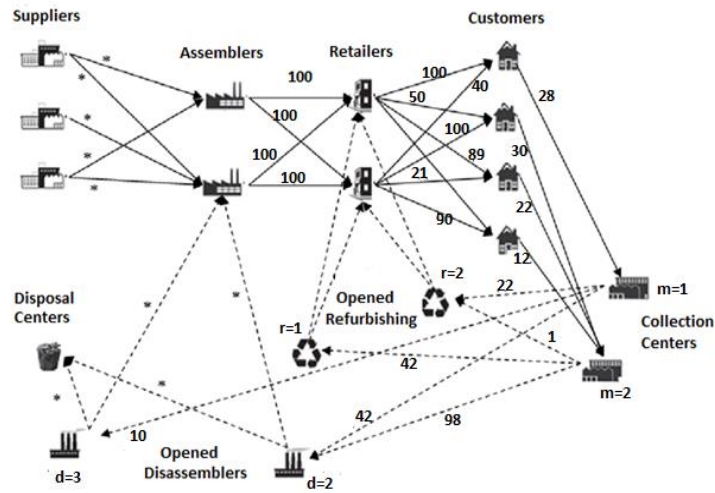 Suppliers
Assemblers
Retailers
Customers
* * * * * *
100
100
100
100
100
50
40
100
89
21
90
28
30
22
12
Disposal
Centers
* * * *
r=1
Opened
Refurbishing
r=2
22
m=1
Collection
Centers
1
42
m=2
42
98
10
Opened
Disassemblers
d=3
d=2